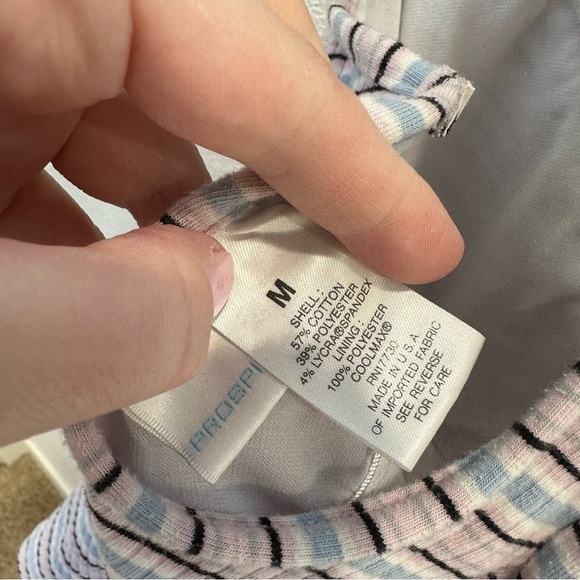 M
SHELL:
57% COTTON
39% POLYESTER
4% LYCRA®SPANDEX
LINING:
100% POLYESTER
COOLMAX®
RN17730
MADE IN U.S.A
OF IMPORTED FABRIC
SEE REVERSE
FOR CARE